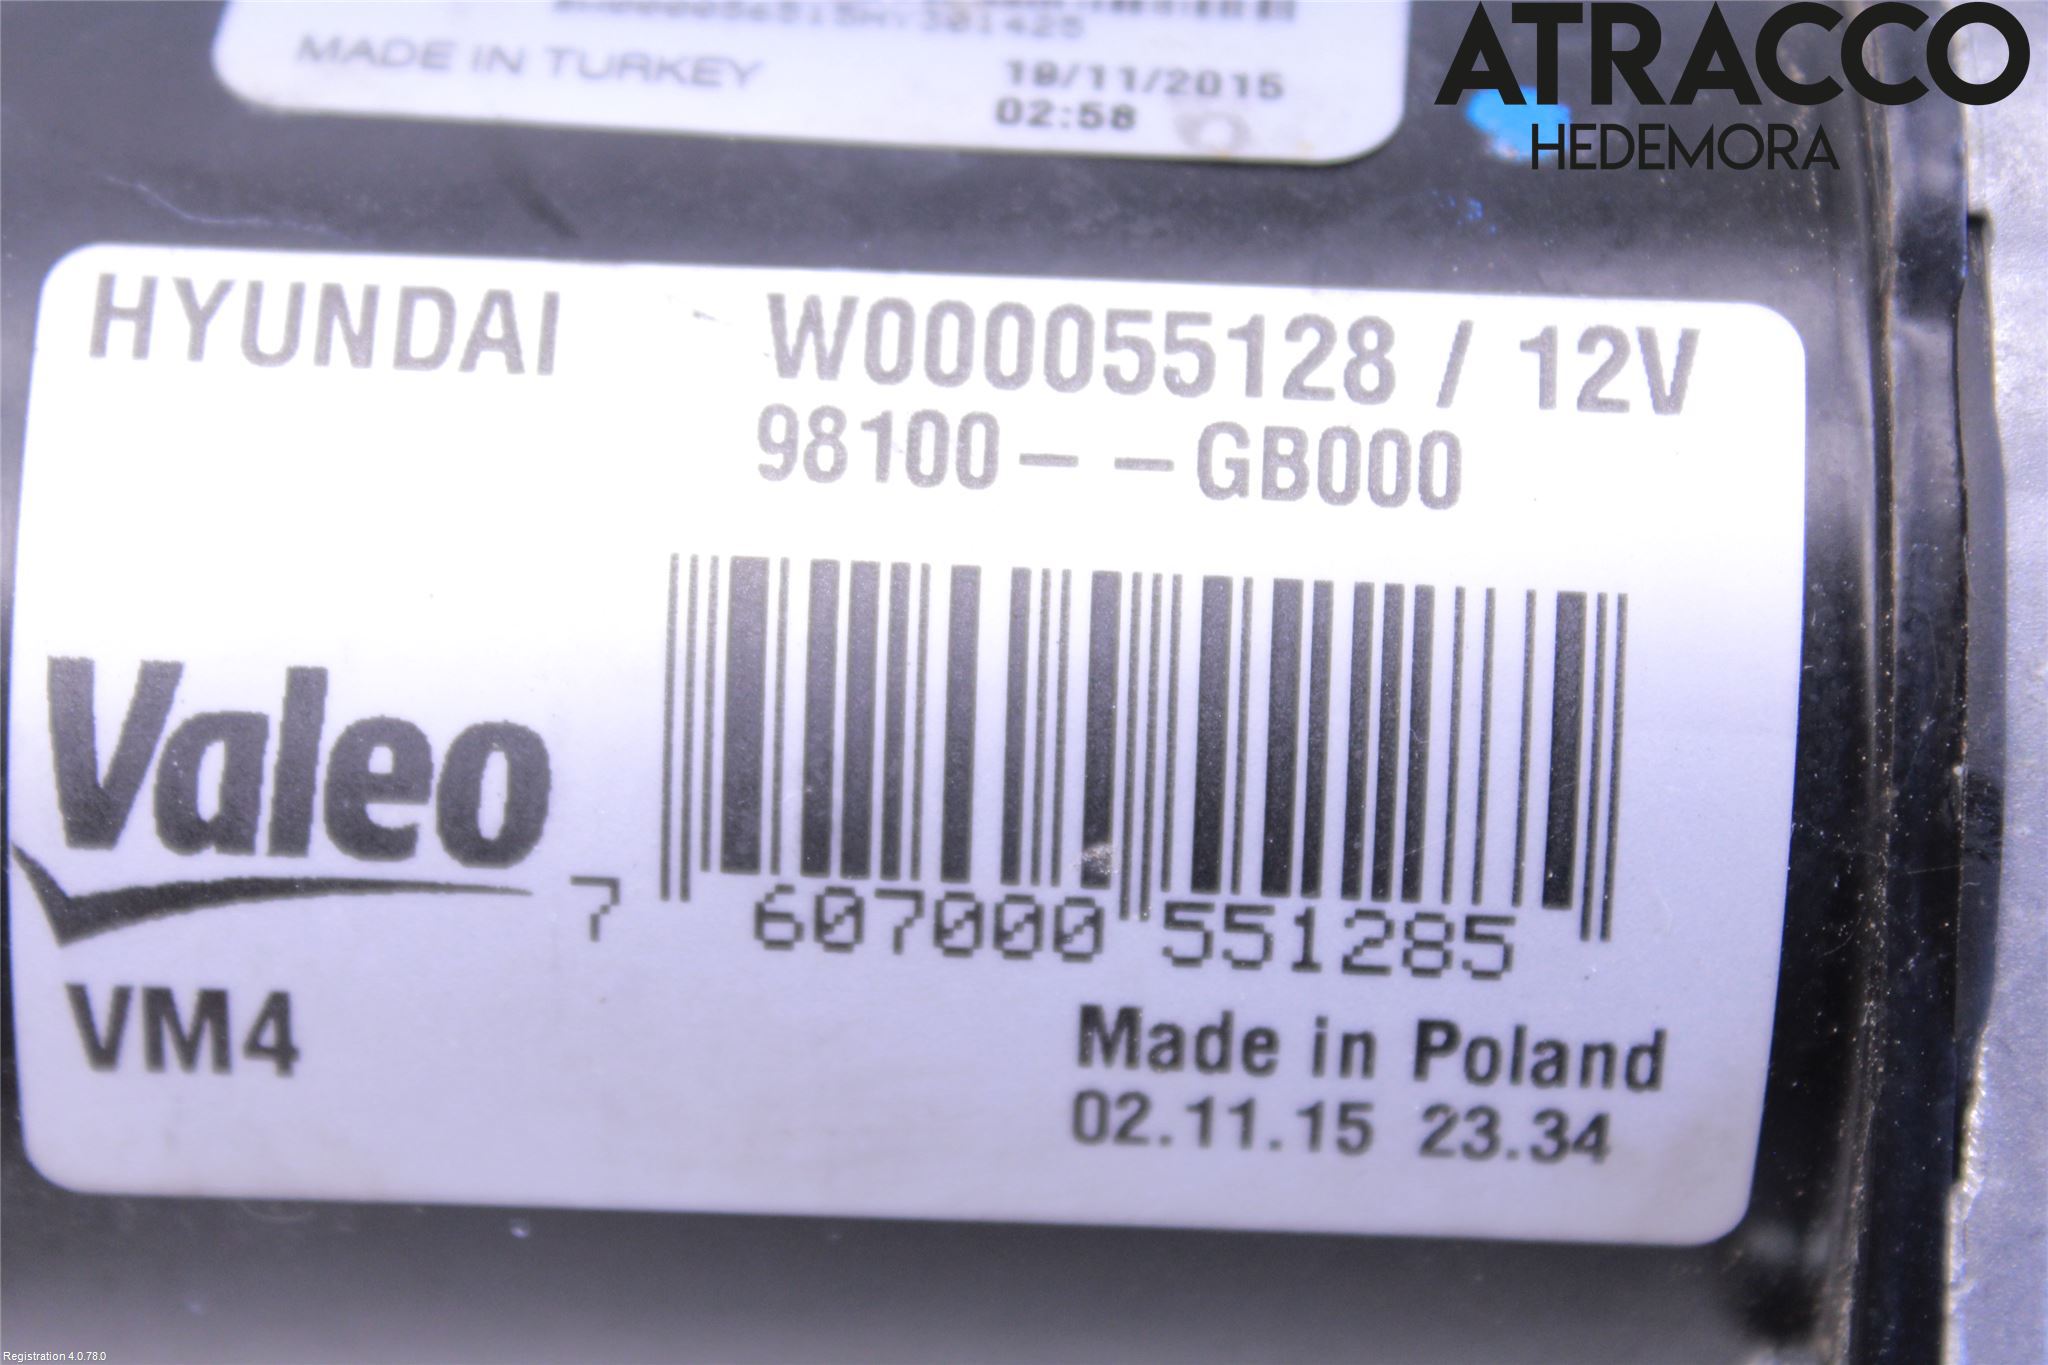 MADE IN TURKEY
19/11/2015
02:58
ATRACCO
HEDEMORA
HYUNDAI
W000055128 / 12V
98100- -GB000
Valeo
7 607000 551285
VM4
Made in Poland
02.11.15 23.34
Registration 4.0.78.0